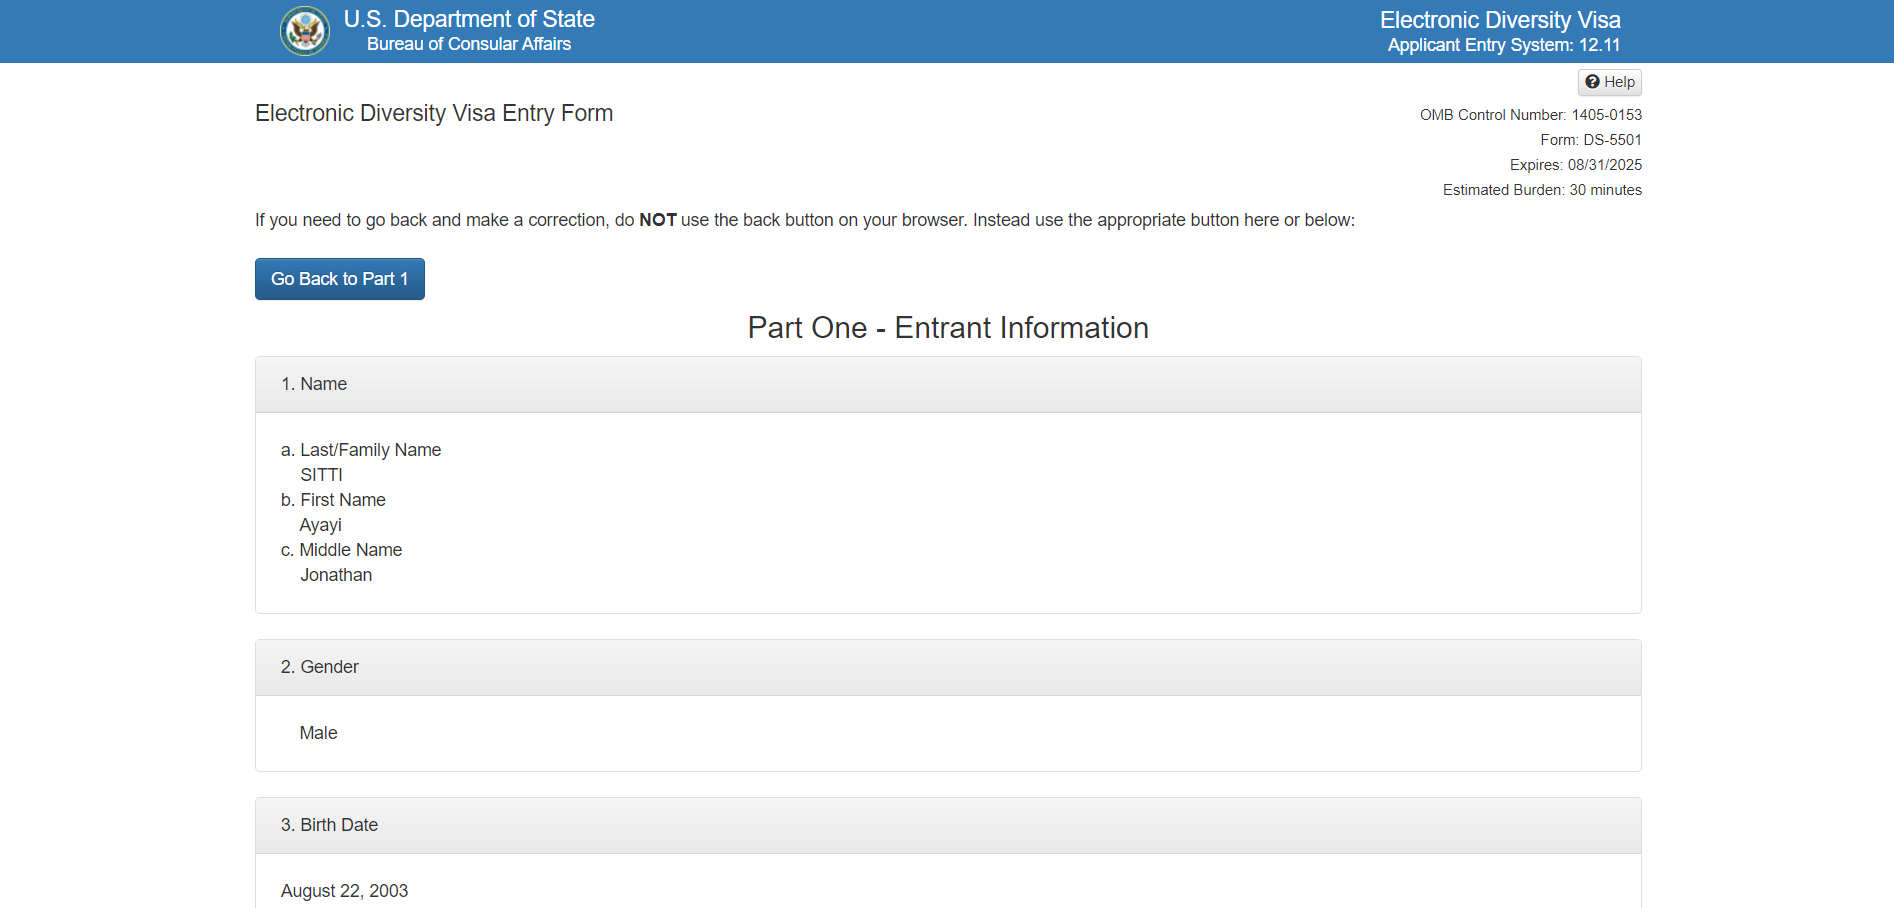 U.S. Department of State
Bureau of Consular Affairs
Electronic Diversity Visa
Applicant Entry System: 12.11
Help
Electronic Diversity Visa Entry Form
OMB Control Number: 1405-0153
Form: DS-5501
Expires: 08/31/2025
Estimated Burden: 30 minutes
If you need to go back and make a correction, do NOT use the back button on your browser. Instead use the appropriate button here or below:
Go Back to Part 1
Part One - Entrant Information
1. Name
a. Last/Family Name
SITTI
b. First Name
Ayayi
c. Middle Name
Jonathan
2. Gender
Male
3. Birth Date
August 22, 2003